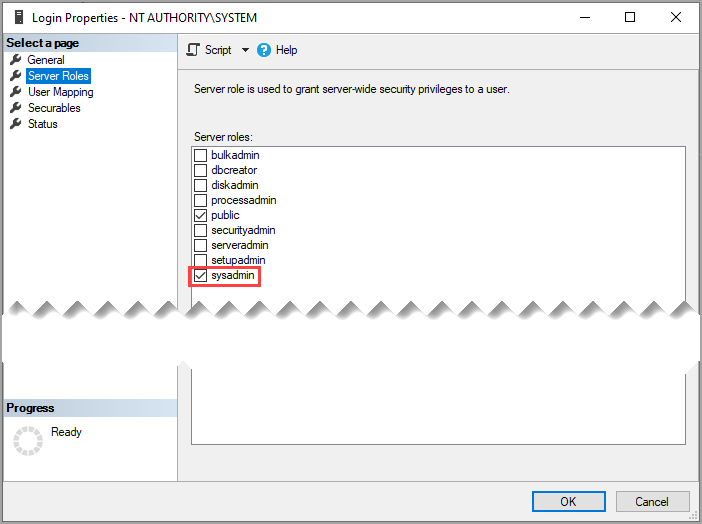 Login Properties - NT AUTHORITY\SYSTEM
Select a page
General
Server Roles
User Mapping
Securables
Status
Script
Help
Server role is used to grant server-wide security privileges to a user.
Server roles:
bulkadmin
dbcreator
diskadmin
processadmin
public
securityadmin
serveradmin
setupadmin
sysadmin
Progress
Ready
OK
Cancel